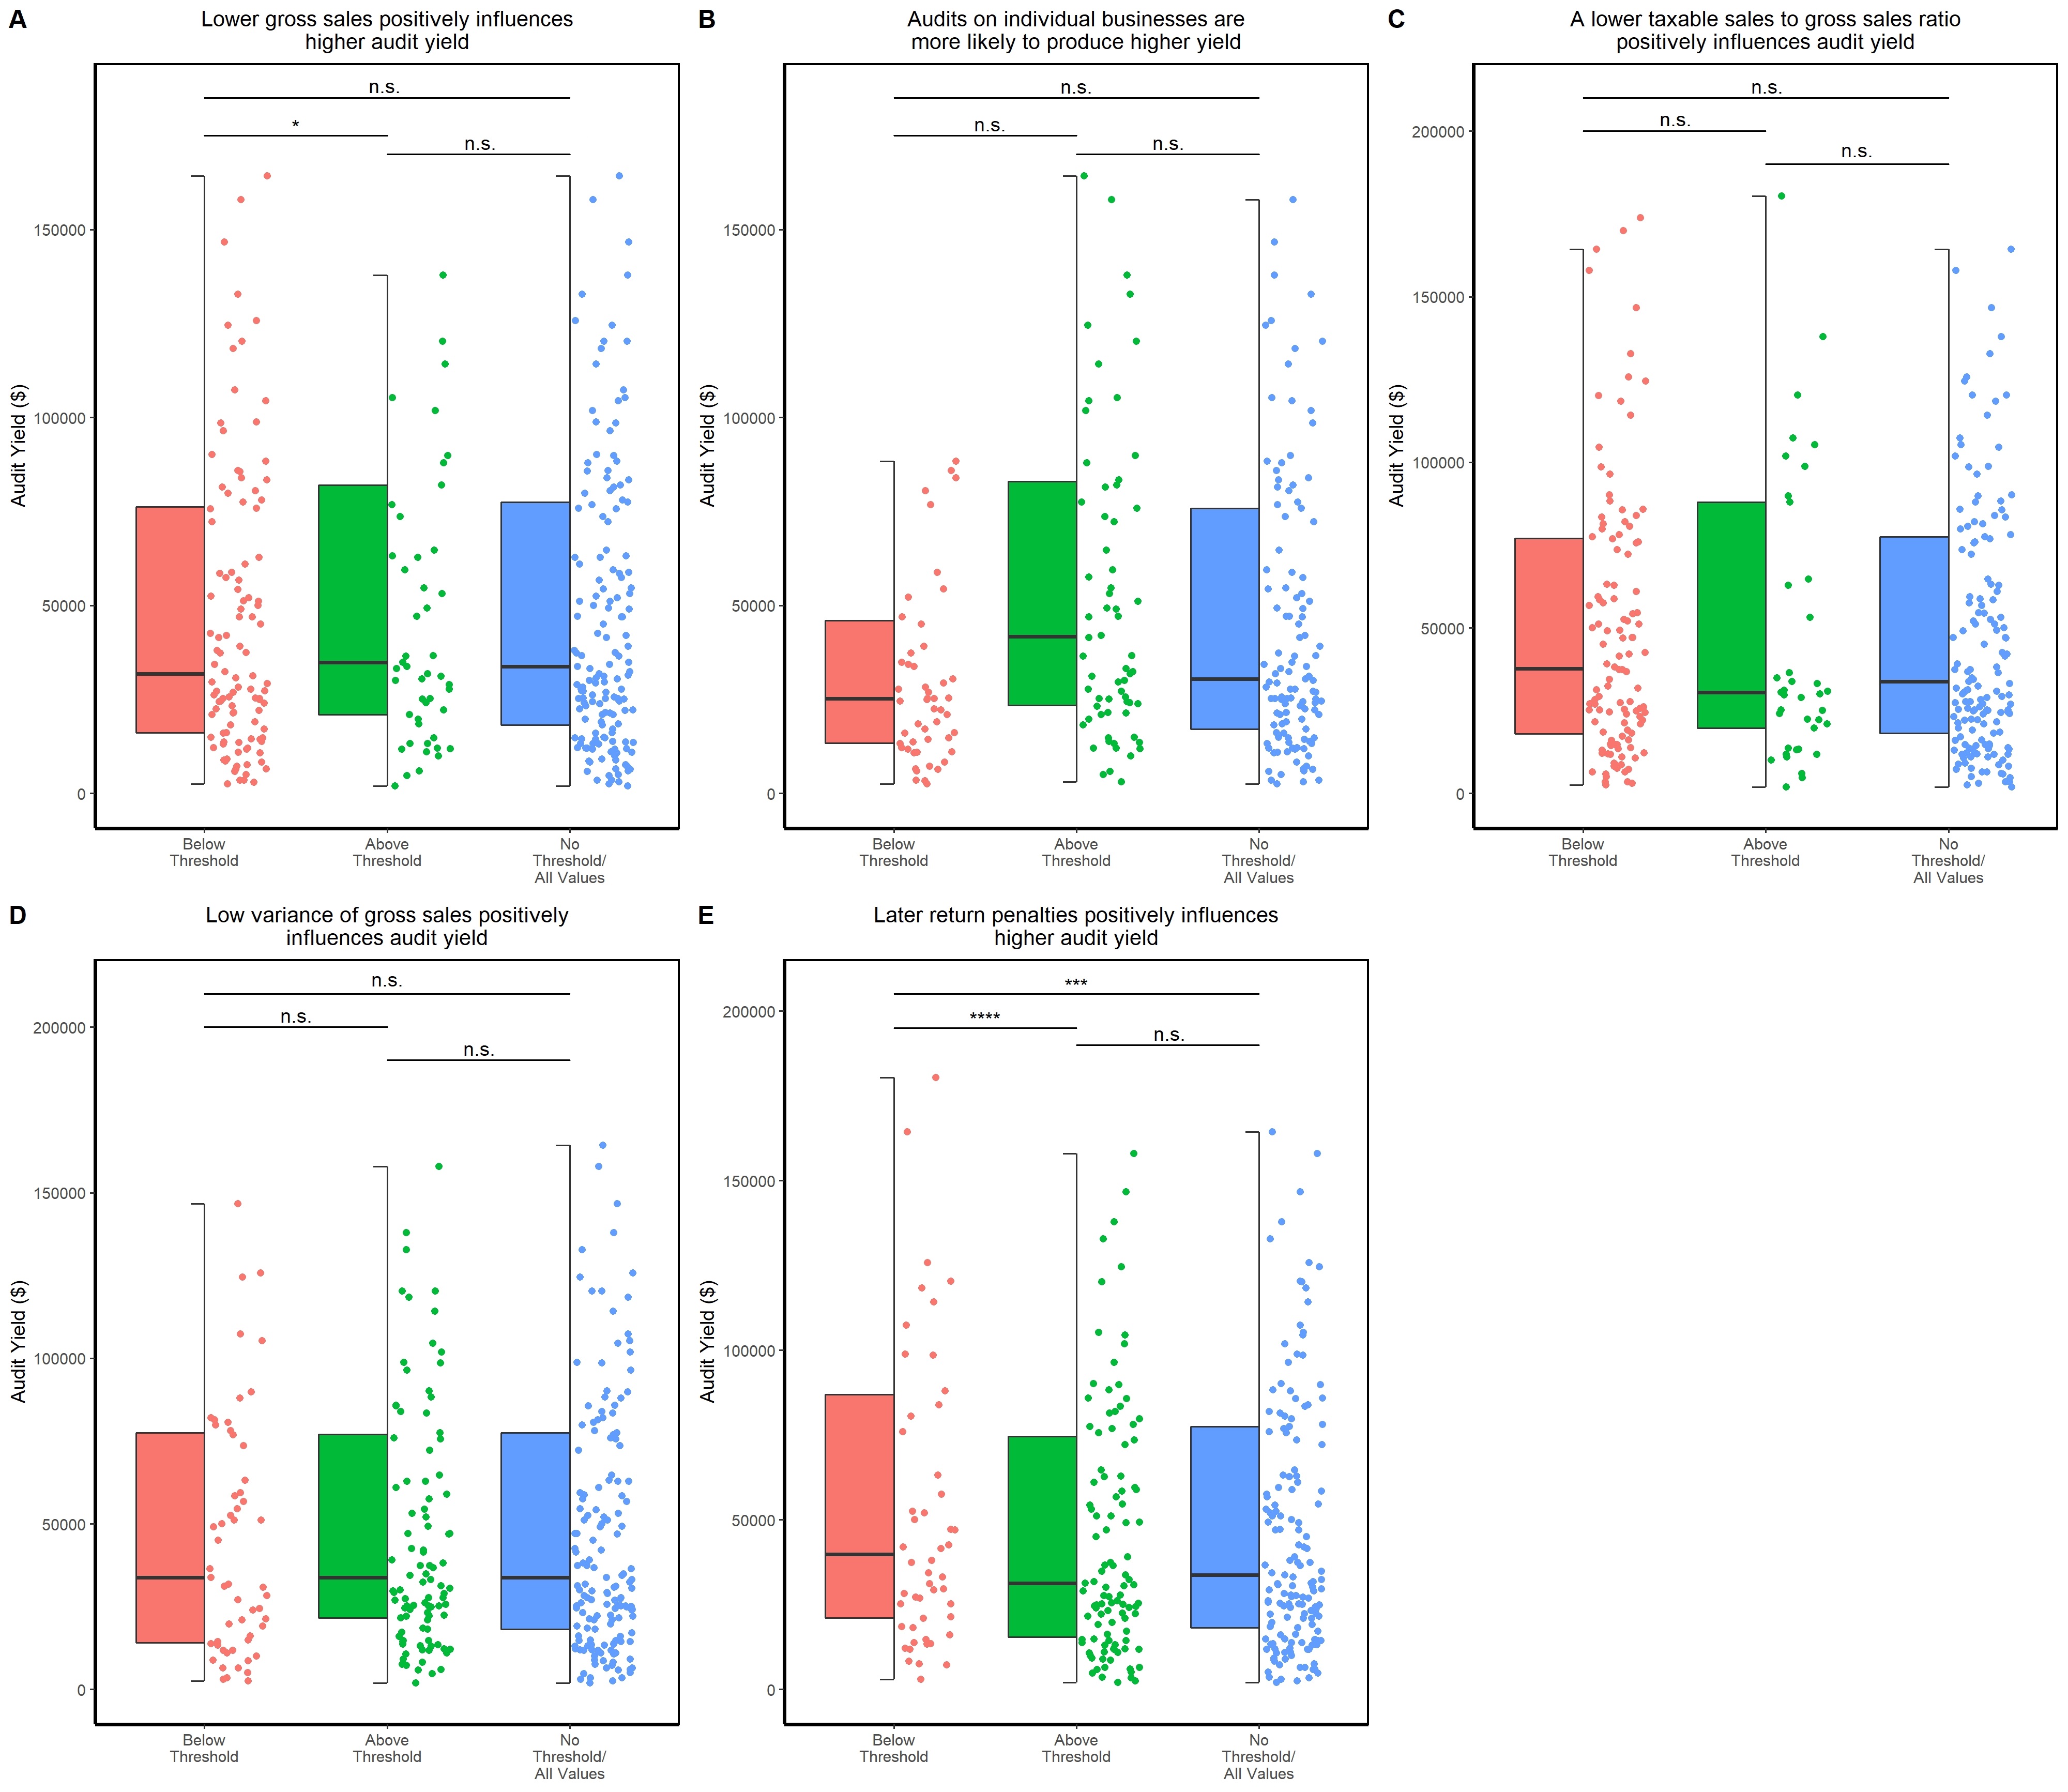 A
Lower gross sales positively influences
higher audit yield
n.s.
*
n.s.
Audit Yield ($)
150000
100000
50000
0
Below
Threshold
Above
Threshold
No
Threshold/
All Values
B
Audits on individual businesses are
more likely to produce higher yield
n.s.
n.s.
n.s.
Audit Yield ($)
150000
100000
50000
0
Below
Threshold
Above
Threshold
No
Threshold/
All Values
C
A lower taxable sales to gross sales ratio
positively influences audit yield
n.s.
n.s.
n.s.
Audit Yield ($)
200000
150000
100000
50000
0
Below
Threshold
Above
Threshold
No
Threshold/
All Values
D
Low variance of gross sales positively
influences audit yield
n.s.
n.s.
n.s.
Audit Yield ($)
200000
150000
100000
50000
0
Below
Threshold
Above
Threshold
No
Threshold/
All Values
E
Later return penalties positively influences
higher audit yield
***
****
n.s.
Audit Yield ($)
200000
150000
100000
50000
0
Below
Threshold
Above
Threshold
No
Threshold/
All Values